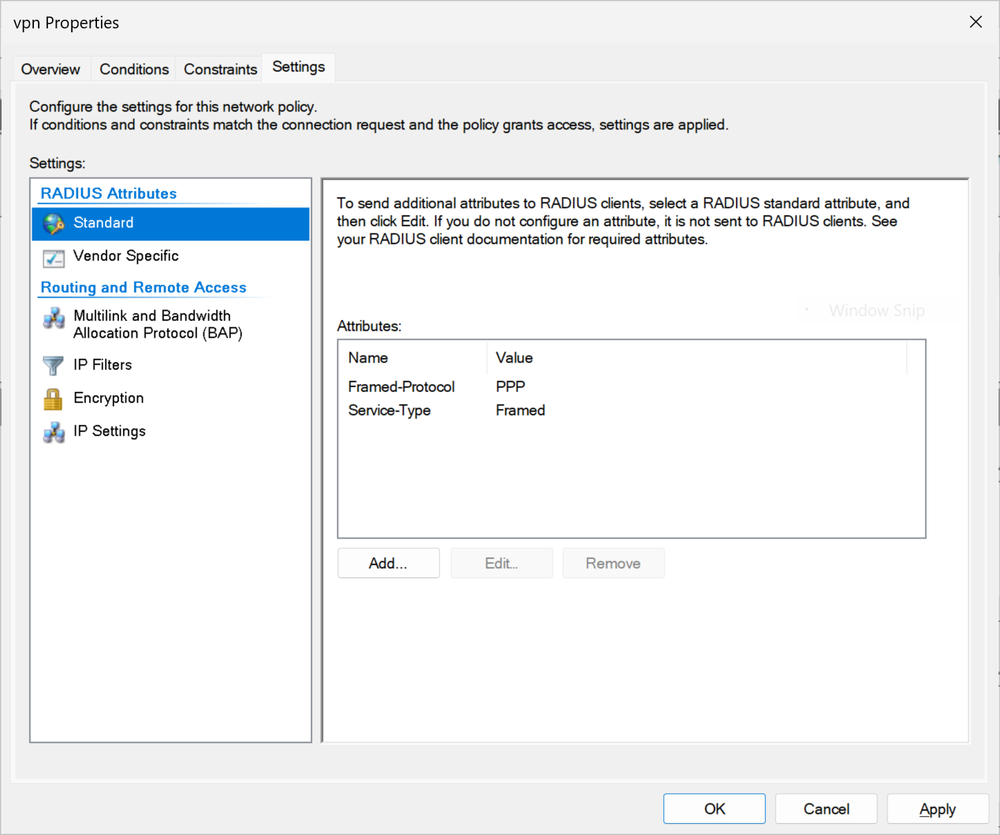 vpn Properties
Overview
Conditions
Constraints
Settings
Configure the settings for this network policy.
If conditions and constraints match the connection request and the policy grants access, settings are applied.
Settings:
RADIUS Attributes
Standard
Vendor Specific
Routing and Remote Access
Multilink and Bandwidth
Allocation Protocol (BAP)
IP Filters
Encryption
IP Settings
To send additional attributes to RADIUS clients, select a RADIUS standard attribute, and
then click Edit. If you do not configure an attribute, it is not sent to RADIUS clients. See
your RADIUS client documentation for required attributes.
Window Snip
Attributes:
Name Value
Framed-Protocol PPP
Service-Type Framed
Add... Edit... Remove
OK Cancel Apply